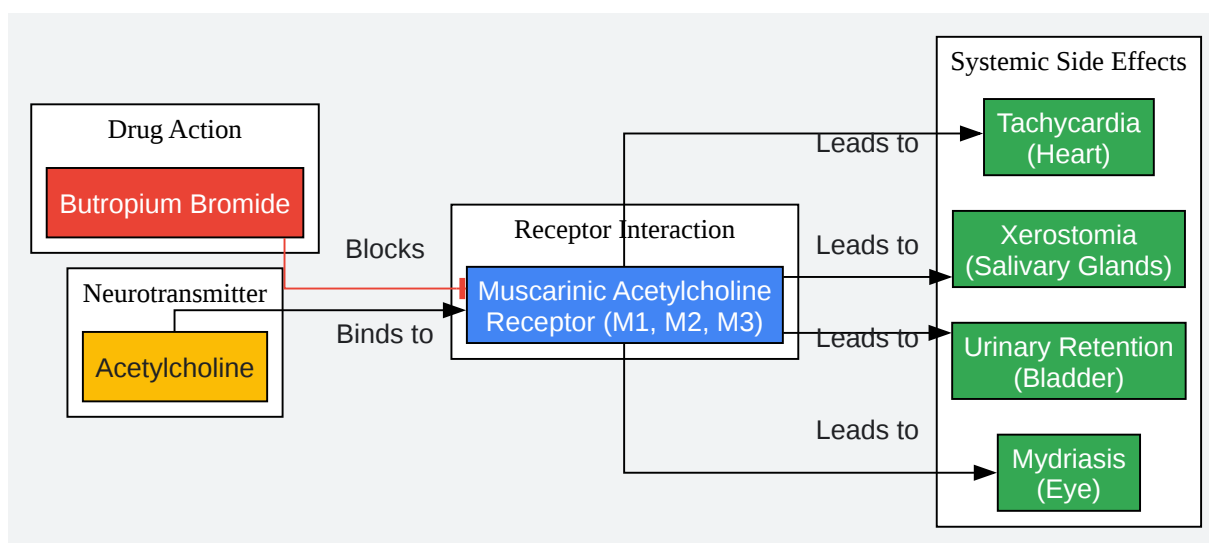 Drug Action
Butropium Bromide
Neurotransmitter
Acetylcholine
Blocks
Binds to
Receptor Interaction
Muscarinic Acetylcholine
Receptor (M1, M2, M3)
Leads to
Leads to
Leads to
Leads to
Systemic Side Effects
Tachycardia
(Heart)
Xerostomia
(Salivary Glands)
Urinary Retention
(Bladder)
Mydriasis
(Eye)